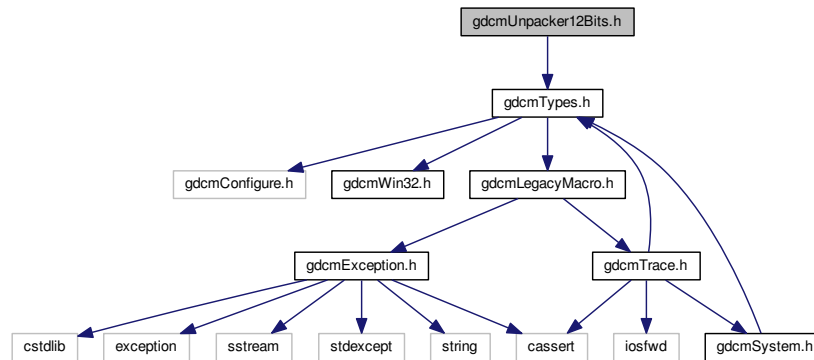 gdcmUnpacker12Bits.h
gdcmTypes.h
gdcmConfigure.h
gdcmWin32.h
gdcmLegacyMacro.h
gdcmException.h
gdcmTrace.h
cstdlib
exception
sstream
stdexcept
string
cassert
iosfwd
gdcmSystem.h